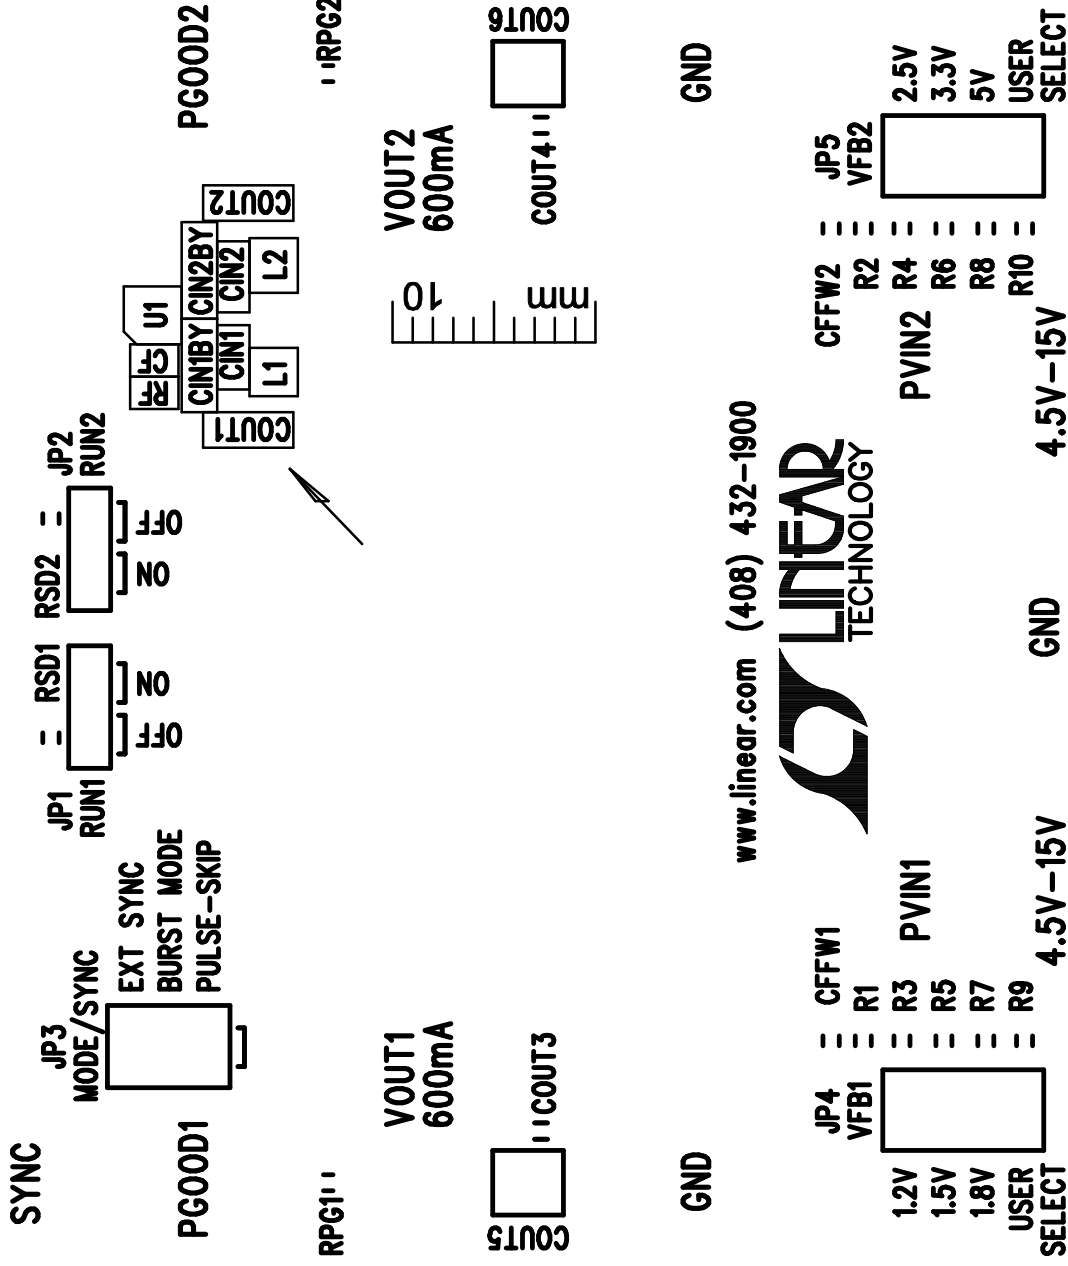 SYNC
PGOOD1
JP3
MODE/SYNC
EXT SYNC
BURST MODE
PULSE-SKIP
JP1
RUN1
RSD1
OFF
ON
RSD2
ON
OFF
JP2
RUN2
RF
CF
U1
CIN1BY
CIN2BY
COUT1
CIN1
CIN2
COUT2
L1
L2
PGOOD2
RPG1
RPG2
VOUT1
600mA
VOUT2
600mA
10
mm
COUT5
COUT3
COUT4
COUT6
GND
GND
www.linear.com (408) 432-1900
LINEAR
TECHNOLOGY
JP4
VFB1
1.2V
1.5V
1.8V
USER
SELECT
CFFW1
R1
R3
R5
R7
R9
PVIN1
4.5V-15V
GND
PVIN2
4.5V-15V
CFFW2
R2
R4
R6
R8
R10
JP5
VFB2
2.5V
3.3V
5V
USER
SELECT